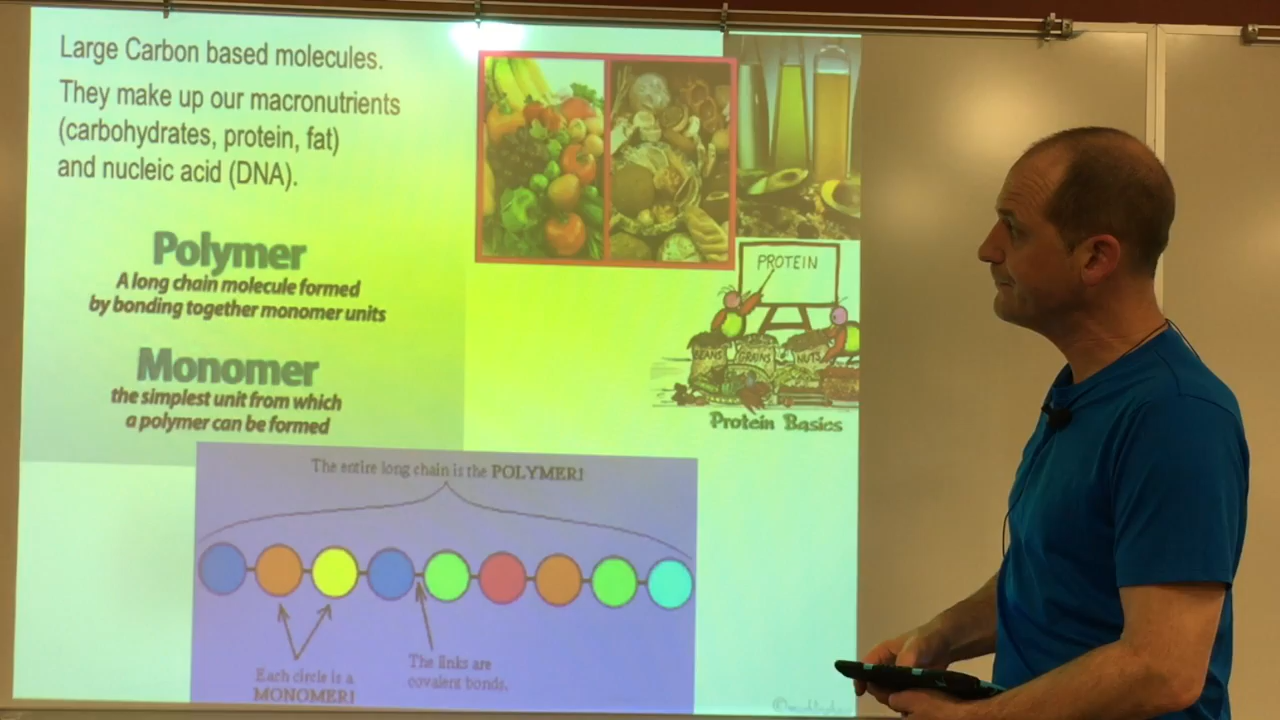 Large Carbon based molecules.
They make up our macronutrients
(carbohydrates, protein, fat)
and nucleic acid (DNA).
Polymer
A long chain molecule formed
by bonding together monomer units
Monomer
the simplest unit from which
a polymer can be formed
PROTEIN
BEANS
GRAINS
NUTS
Protein Basics
The entire long chain is the POLYMER!
Each circle is a
MONOMER!
The links are
covalent bonds.